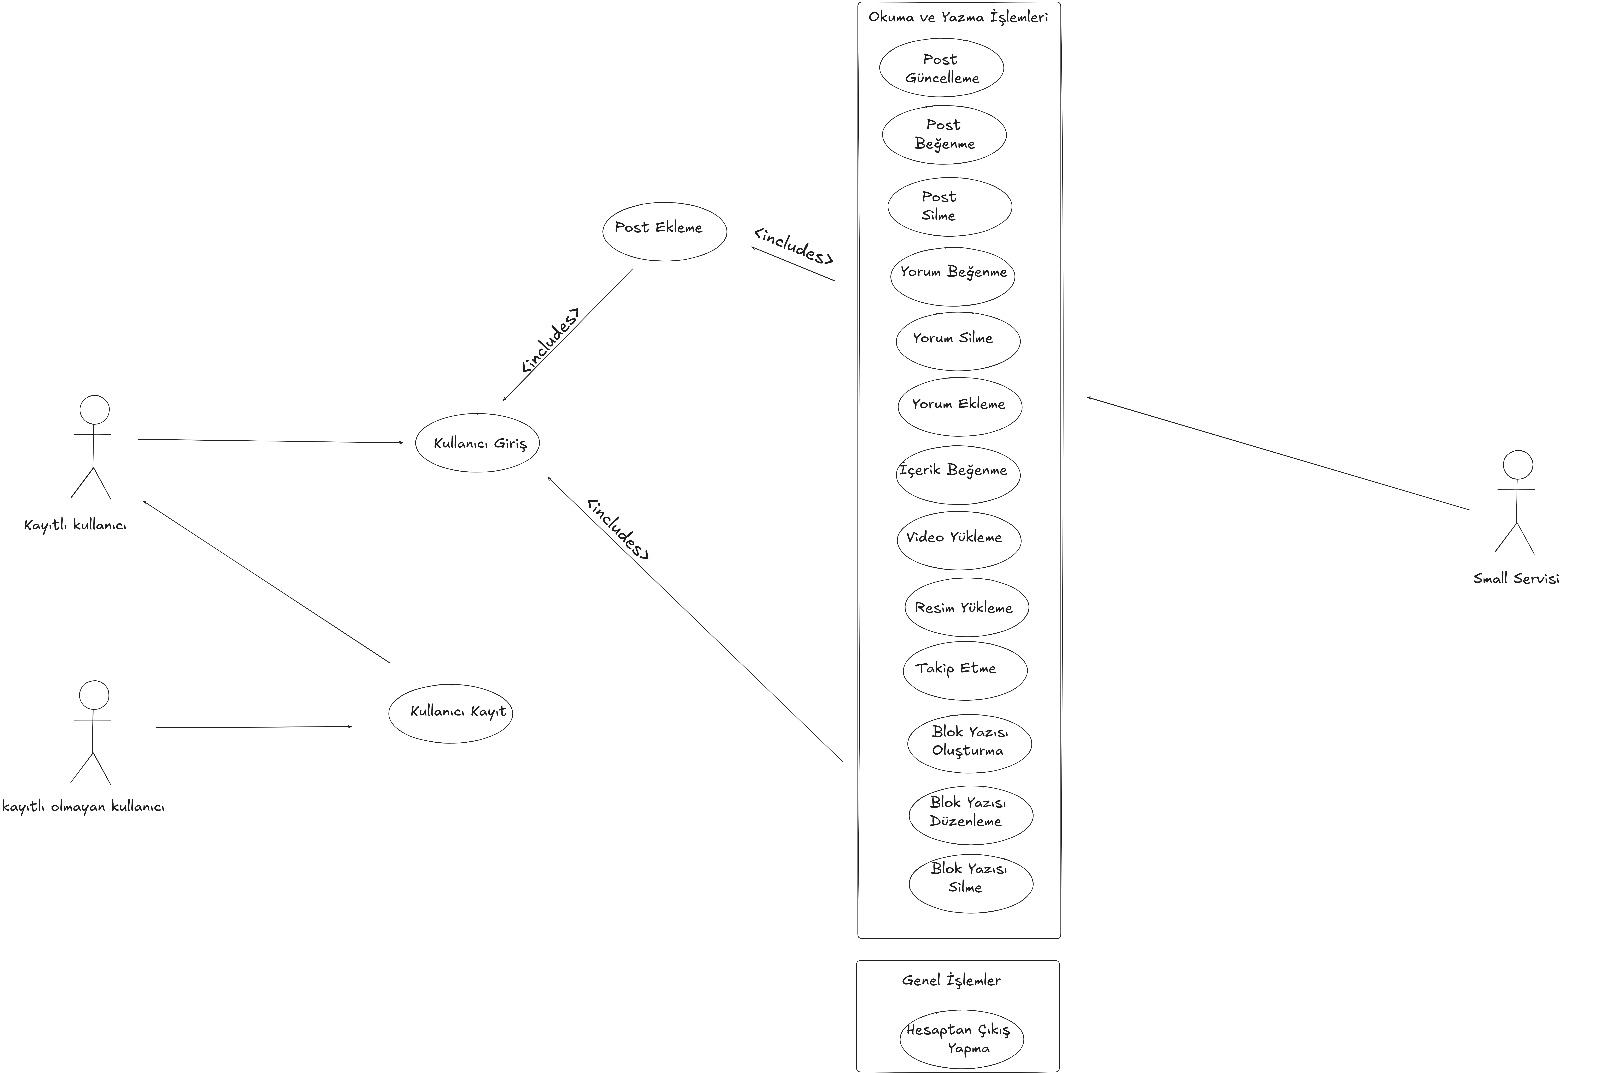 Okuma ve Yazma İşlemleri
Post
Güncelleme
Post
Beğenme
Post
Silme
Post Ekleme
<includes>
Yorum Beğenme
<includes>
Yorum Silme
Yorum Ekleme
Kullanıcı Giriş
İçerik Beğenme
Kayıtlı kullanıcı
<includes>
Video Yükleme
Small Servisi
Resim Yükleme
Takip Etme
Kullanıcı Kayıt
Blok Yazısı
Oluşturma
kayıtlı olmayan kullanıcı
Blok Yazısı
Düzenleme
Blok Yazısı
Silme
Genel İşlemler
Hesaptan Çıkış
Yapma